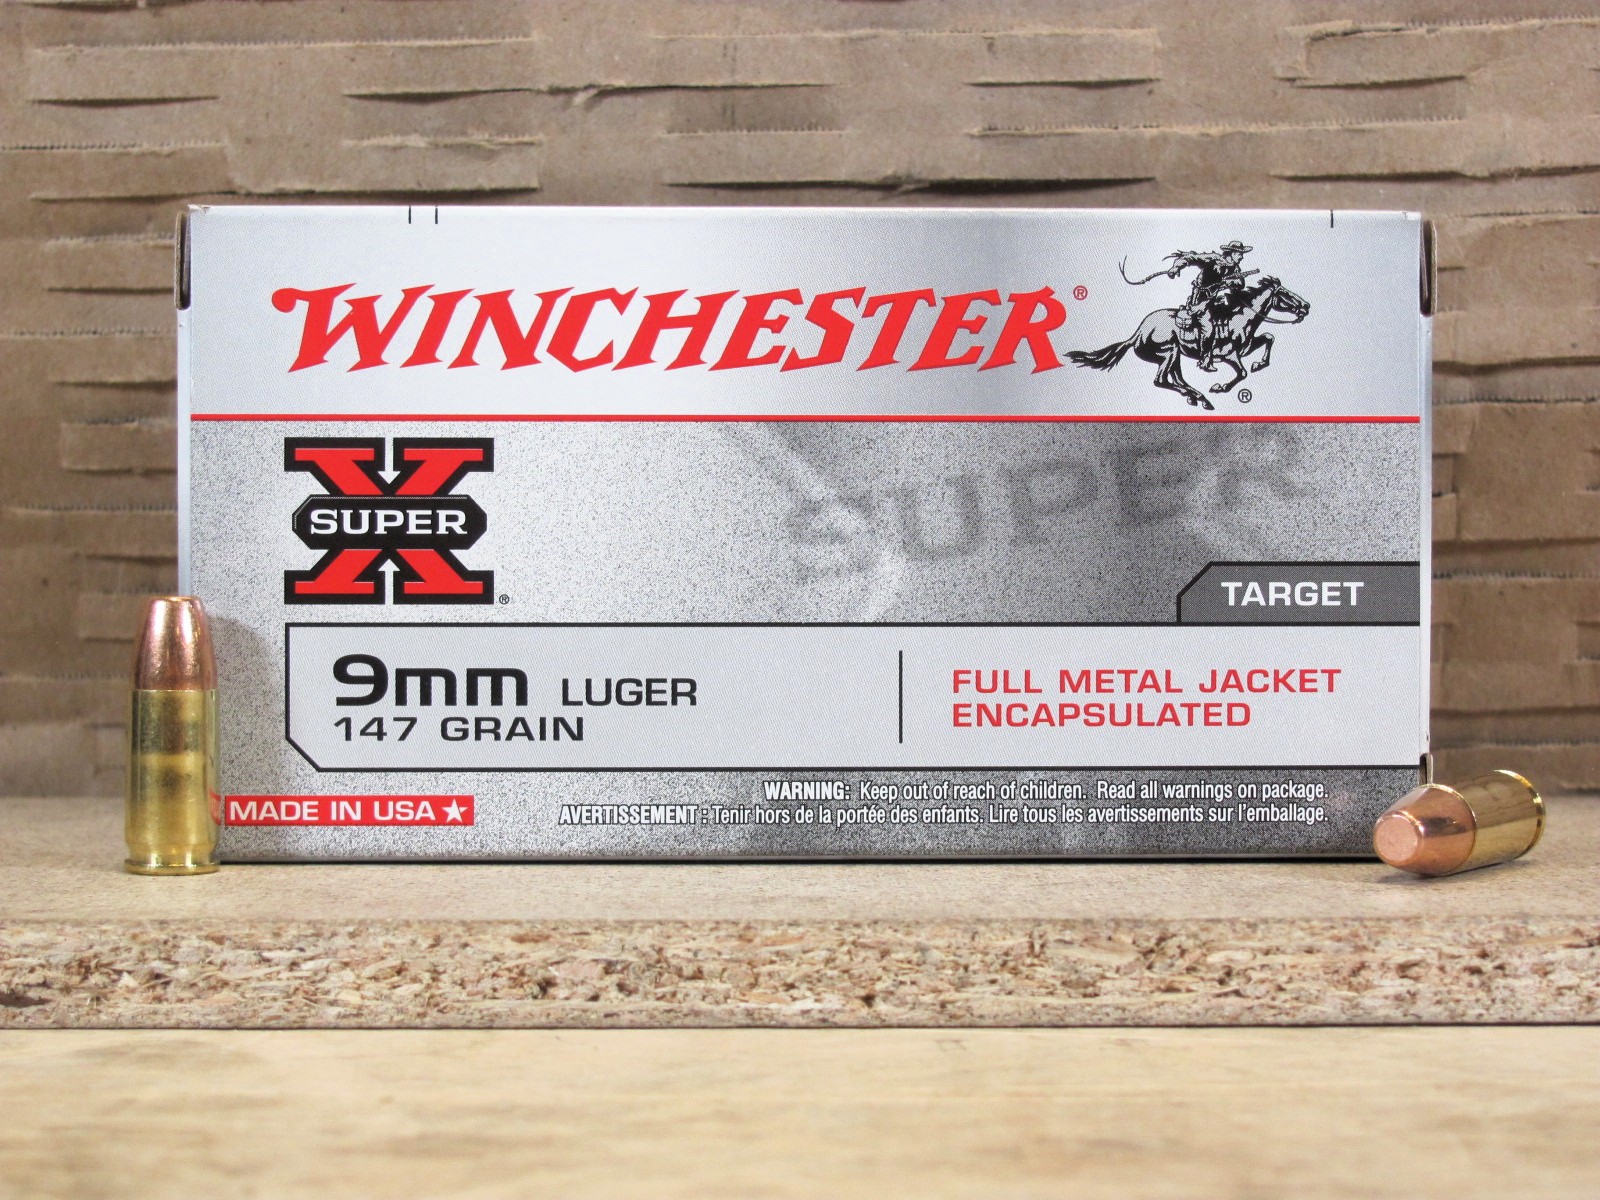 WINCHESTER®
®
SUPER
X
SUPER
®
TARGET
9mm LUGER
147 GRAIN
FULL METAL JACKET
ENCAPSULATED
MADE IN USA
WARNING: Keep out of reach of children. Read all warnings on package.
AVERTISSEMENT : Tenir hors de la portée des enfants. Lire tous les avertissements sur l'emballage.